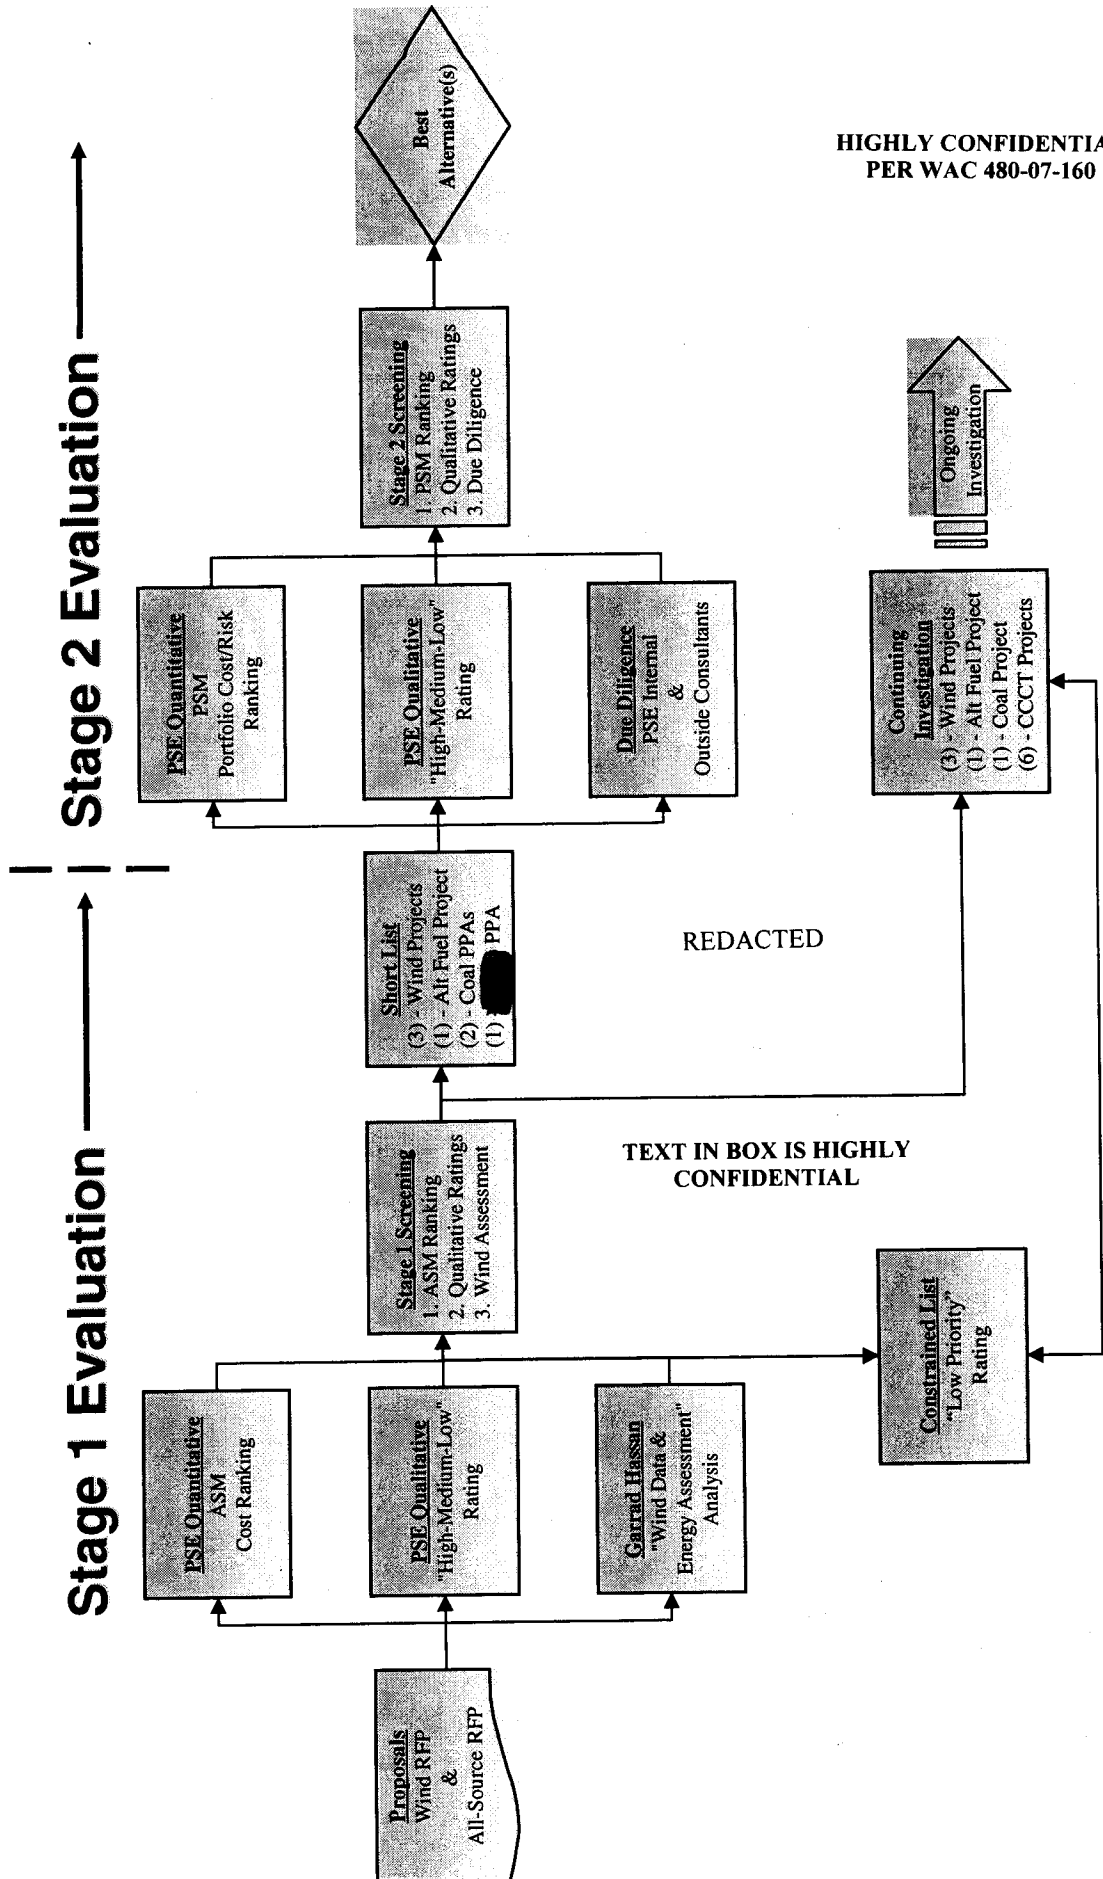 Stage 1 Evaluation
Stage 2 Evaluation
Proposals
Wind RFP
&
All-Source RFP
PSE Quantitative
ASM
Cost Ranking
PSE Qualitative
"High-Medium-Low"
Rating
Garrad Hassan
"Wind Data &
Energy Assessment"
Analysis
Stage 1 Screening
1. ASM Ranking
2. Qualitative Ratings
3. Wind Assessment
Constrained List
“Low Priority”
Rating
Short List
(3) - Wind Projects
(1) - Alt Fuel Project
(2) - Coal PPAs
(1) - PPA
PSE Quantitative
PSM
Portfolio Cost/Risk
Ranking
PSE Qualitative
"High-Medium-Low"
Rating
Due Diligence
PSE Internal
&
Outside Consultants
Continuing
Investigation
(3) - Wind Projects
(1) - Alt Fuel Project
(1) - Coal Project
(6) - CCCT Projects
Stage 2 Screening
1. PSM Ranking
2. Qualitative Ratings
3. Due Diligence
Best
Alternative(s)
Ongoing
Investigation
HIGHLY CONFIDENTIA
PER WAC 480-07-160
REDACTED
TEXT IN BOX IS HIGHLY
CONFIDENTIAL